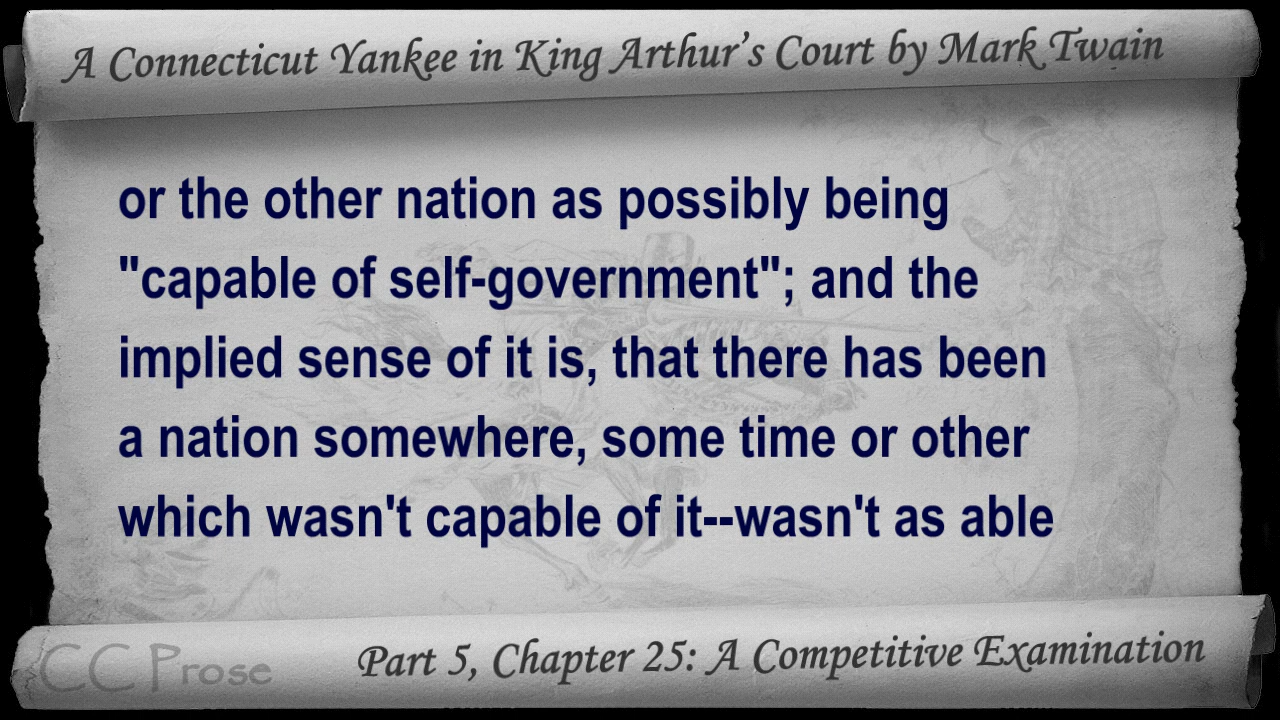 A Connecticut Yankee in King Arthur's Court by Mark Twain
or the other nation as possibly being
"capable of self-government"; and the
implied sense of it is, that there has been
a nation somewhere, some time or other
which wasn't capable of it--wasn't as able
CC Prose
Part 5, Chapter 25: A Competitive Examination